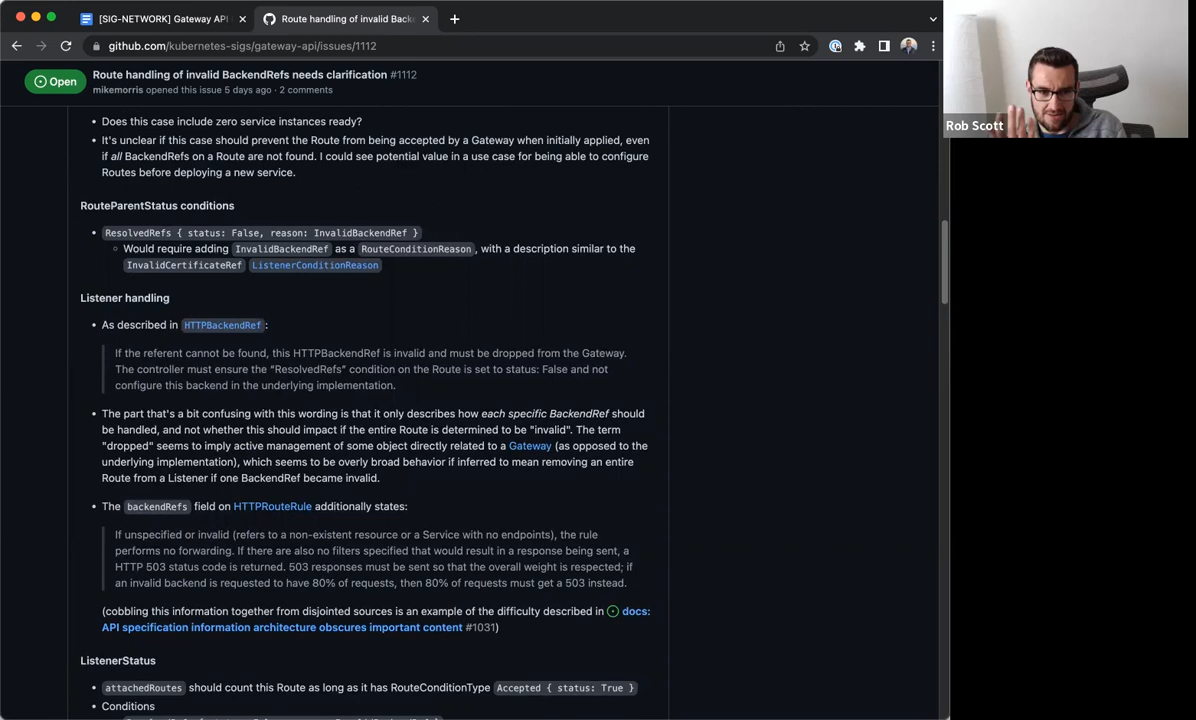 [SIG-NETWORK] Gateway API
Route handling of invalid Back
github.com/kubernetes-sigs/gateway-api/issues/1112
Open
Route handling of invalid BackendRefs needs clarification #1112
mikemorris opened this issue 5 days ago · 2 comments
Rob Scott
• Does this case include zero service instances ready?
• It's unclear if this case should prevent the Route from being accepted by a Gateway when initially applied, even
if all BackendRefs on a Route are not found. I could see potential value in a use case for being able to configure
Routes before deploying a new service.
RouteParentStatus conditions
• ResolvedRefs { status: False, reason: InvalidBackendRef }
◦ Would require adding InvalidBackendRef as a RouteConditionReason, with a description similar to the
InvalidCertificateRef ListenerConditionReason
Listener handling
• As described in HTTPBackendRef:
If the referent cannot be found, this HTTPBackendRef is invalid and must be dropped from the Gateway.
The controller must ensure the "ResolvedRefs" condition on the Route is set to status: False and not
configure this backend in the underlying implementation.
• The part that's a bit confusing with this wording is that it only describes how each specific BackendRef should
be handled, and not whether this should impact if the entire Route is determined to be "invalid". The term
"dropped" seems to imply active management of some object directly related to a Gateway (as opposed to the
underlying implementation), which seems to be overly broad behavior if inferred to mean removing an entire
Route from a Listener if one BackendRef became invalid.
• The backendRefs field on HTTPRouteRule additionally states:
If unspecified or invalid (refers to a non-existent resource or a Service with no endpoints), the rule
performs no forwarding. If there are also no filters specified that would result in a response being sent, a
HTTP 503 status code is returned. 503 responses must be sent so that the overall weight is respected; if
an invalid backend is requested to have 80% of requests, then 80% of requests must get a 503 instead.
(cobbling this information together from disjointed sources is an example of the difficulty described in docs:
API specification information architecture obscures important content #1031)
ListenerStatus
• attachedRoutes should count this Route as long as it has RouteConditionType Accepted { status: True }
• Conditions